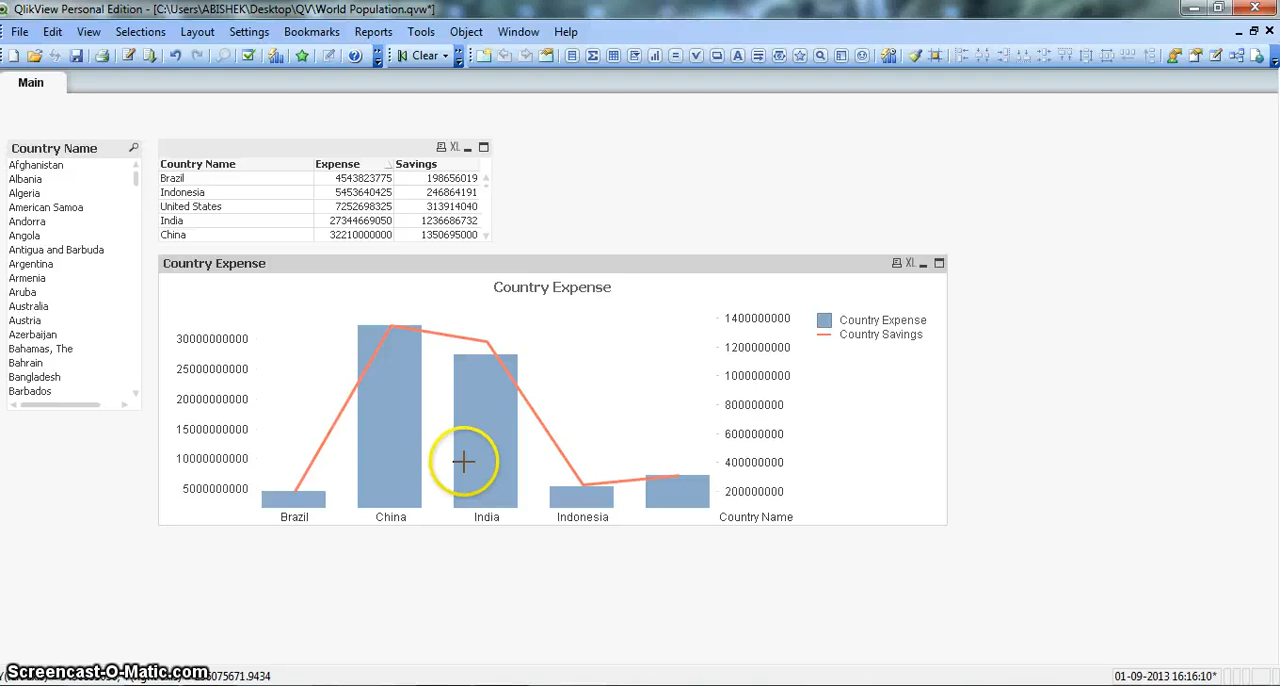 QlikView Personal Edition - [C:\Users\ABISHEK\Desktop\QV\World Population.qvw*]
File Edit View Selections Layout Settings Bookmarks Reports Tools Object Window Help
Clear
Main
Country Name
Afghanistan
Albania
Algeria
American Samoa
Andorra
Angola
Antigua and Barbuda
Argentina
Armenia
Aruba
Australia
Austria
Azerbaijan
Bahamas, The
Bahrain
Bangladesh
Barbados
XL
Country Name Expense Savings
Brazil 4543823775 198656019
Indonesia 5453640425 246864191
United States 7252698325 313914040
India 27344669050 1236686732
China 32210000000 1350695000
Country Expense XL
Country Expense
30000000000
25000000000
20000000000
15000000000
10000000000
5000000000
1400000000
1200000000
1000000000
800000000
600000000
400000000
200000000
Country Expense
Country Savings
Brazil China India Indonesia Country Name
Screencast-O-Matic.com
01-09-2013 16:16:10*